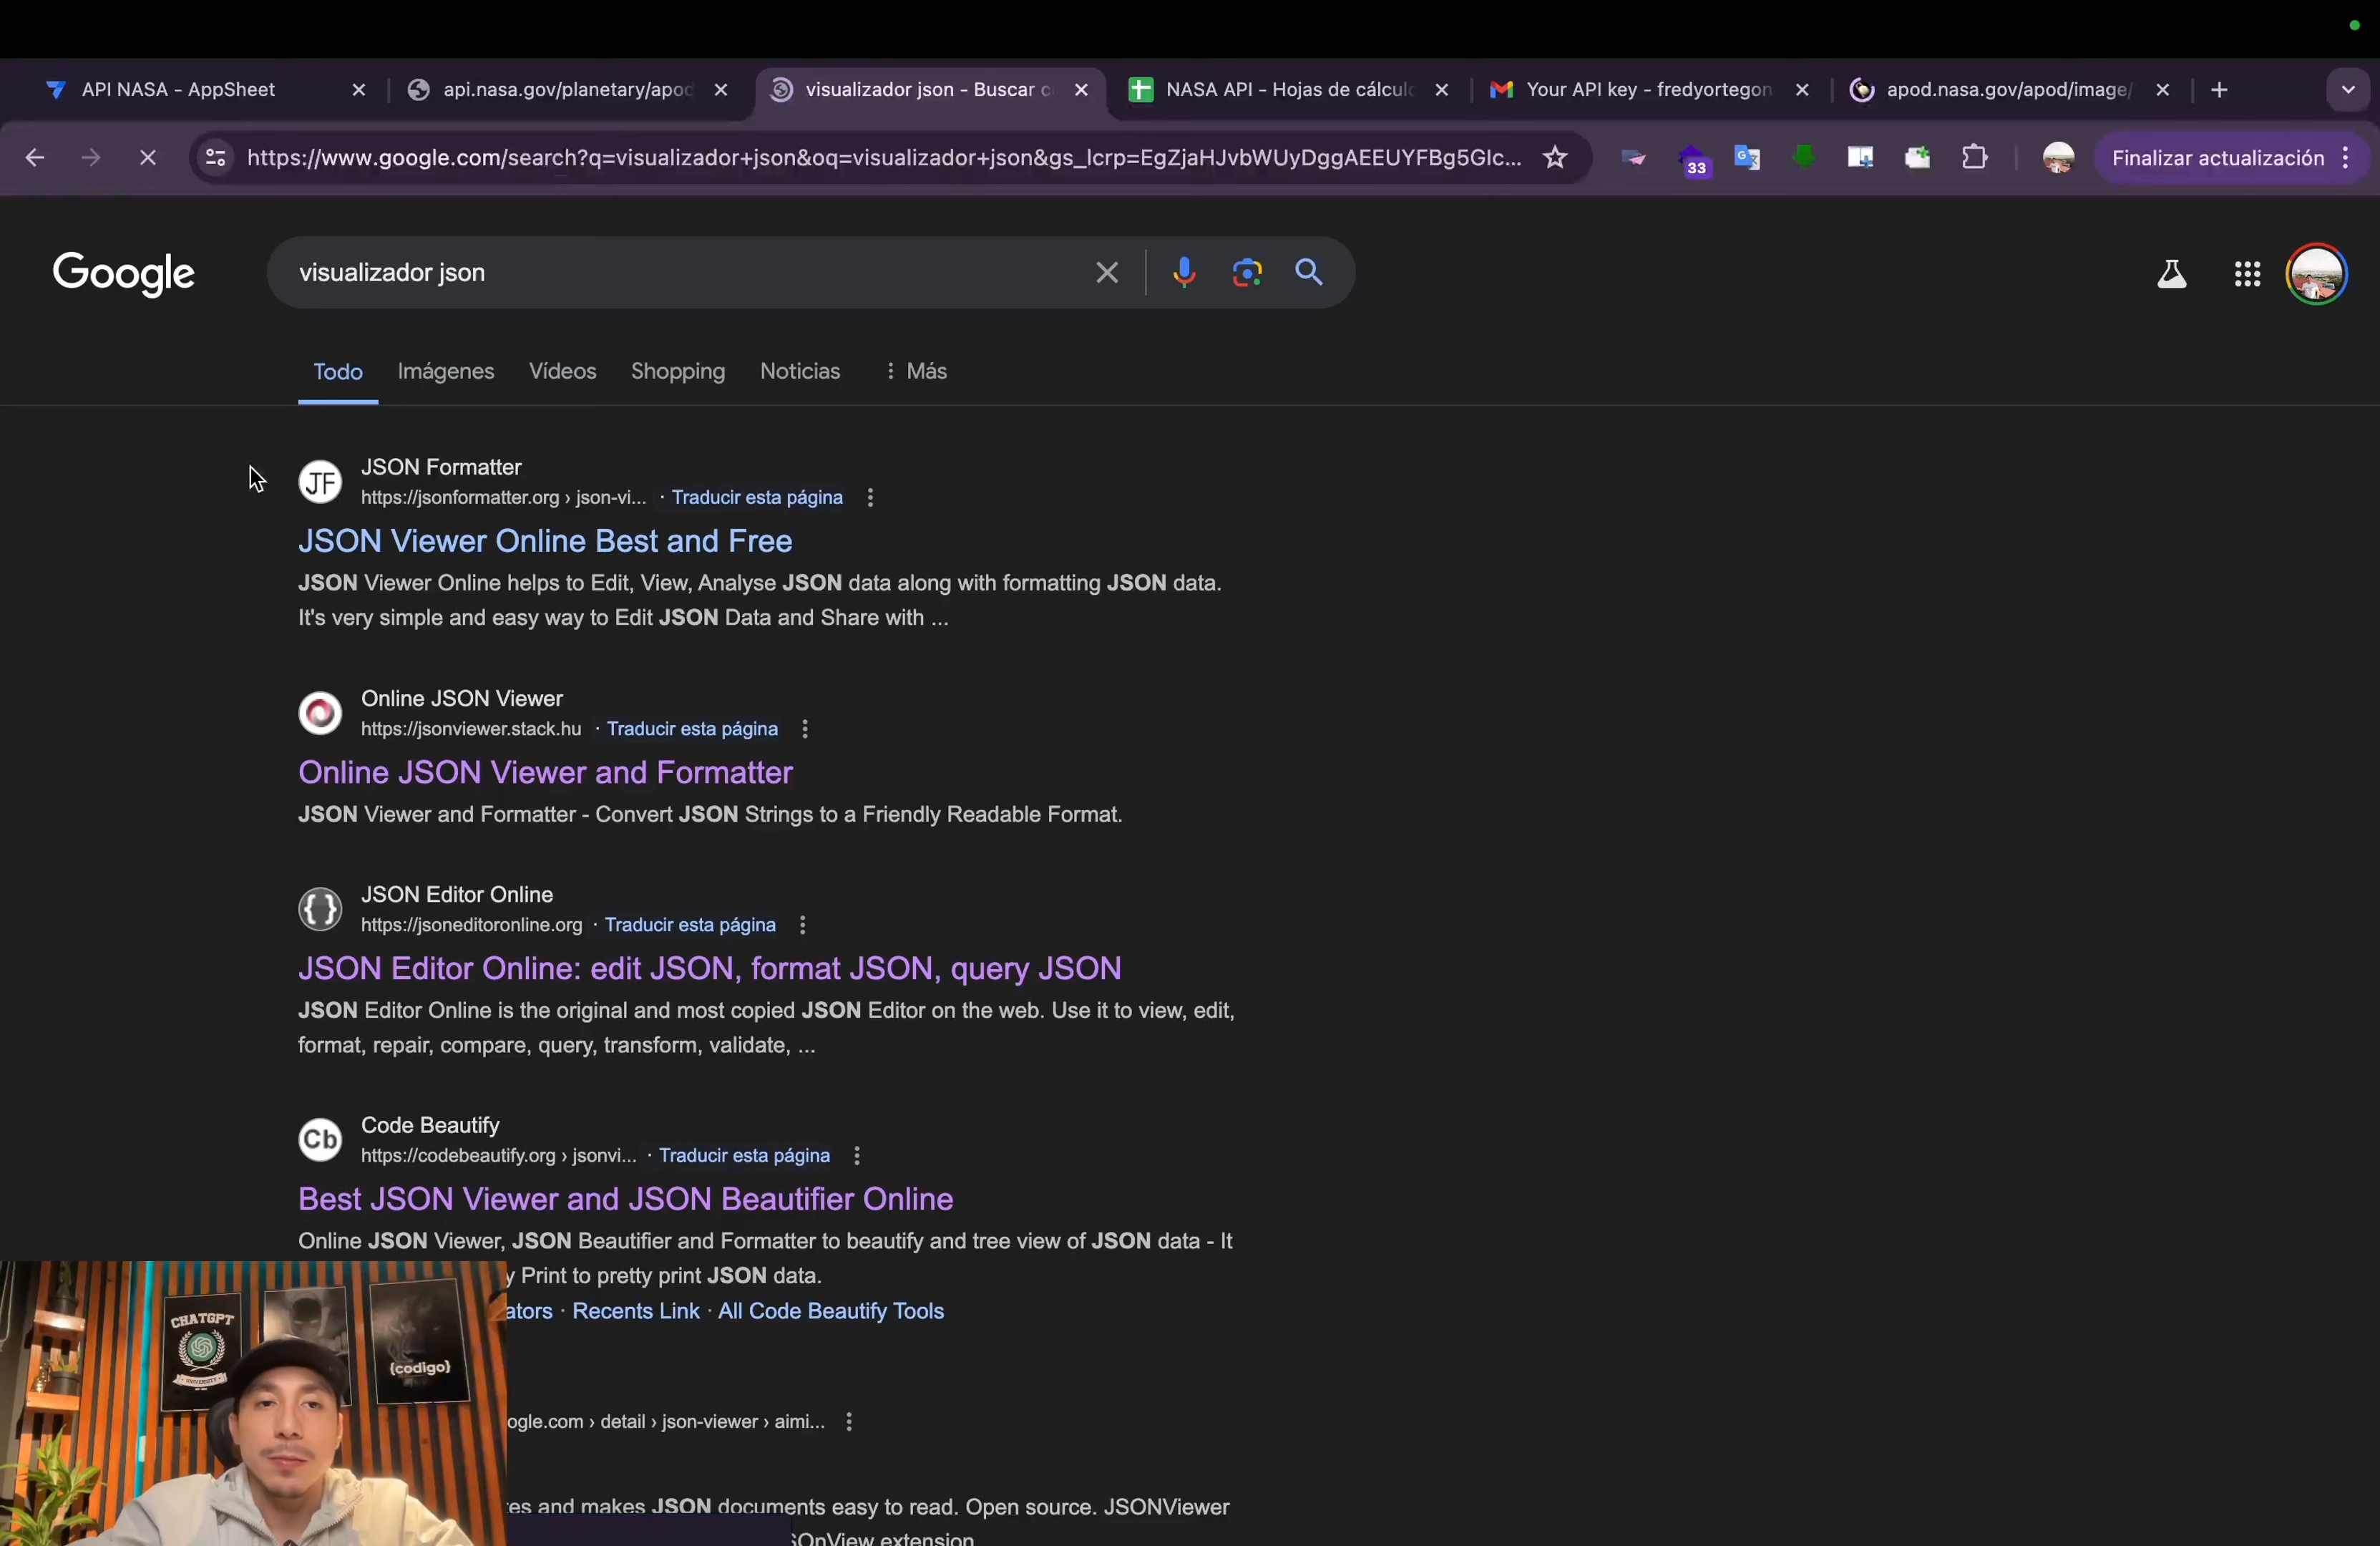 API NASA - AppSheet
api.nasa.gov/planetary/apod
visualizador json - Buscar c
NASA API - Hojas de cálcul
Your API key - fredyortegon
apod.nasa.gov/apod/image/
https://www.google.com/search?q=visualizador+json&oq=visualizador+json&gs_lcrp=EgZjaHJvbWUyDggAEEUYFBg5GIc...
33
Finalizar actualización
Google
visualizador json
Todo
Imágenes
Vídeos
Shopping
Noticias
Más
JF
JSON Formatter
https://jsonformatter.org › json-vi... · Traducir esta página
JSON Viewer Online Best and Free
JSON Viewer Online helps to Edit, View, Analyse JSON data along with formatting JSON data.
It's very simple and easy way to Edit JSON Data and Share with ...
Online JSON Viewer
https://jsonviewer.stack.hu · Traducir esta página
Online JSON Viewer and Formatter
JSON Viewer and Formatter - Convert JSON Strings to a Friendly Readable Format.
{}
JSON Editor Online
https://jsoneditoronline.org · Traducir esta página
JSON Editor Online: edit JSON, format JSON, query JSON
JSON Editor Online is the original and most copied JSON Editor on the web. Use it to view, edit,
format, repair, compare, query, transform, validate, ...
Cb
Code Beautify
https://codebeautify.org › jsonvi... · Traducir esta página
Best JSON Viewer and JSON Beautifier Online
Online JSON Viewer, JSON Beautifier and Formatter to beautify and tree view of JSON data - It
y Print to pretty print JSON data.
ators · Recents Link · All Code Beautify Tools
CHATGPT
{codigo}
ogle.com › detail › json-viewer › aimi...
es and makes JSON documents easy to read. Open source. JSONViewer
SOnView extension